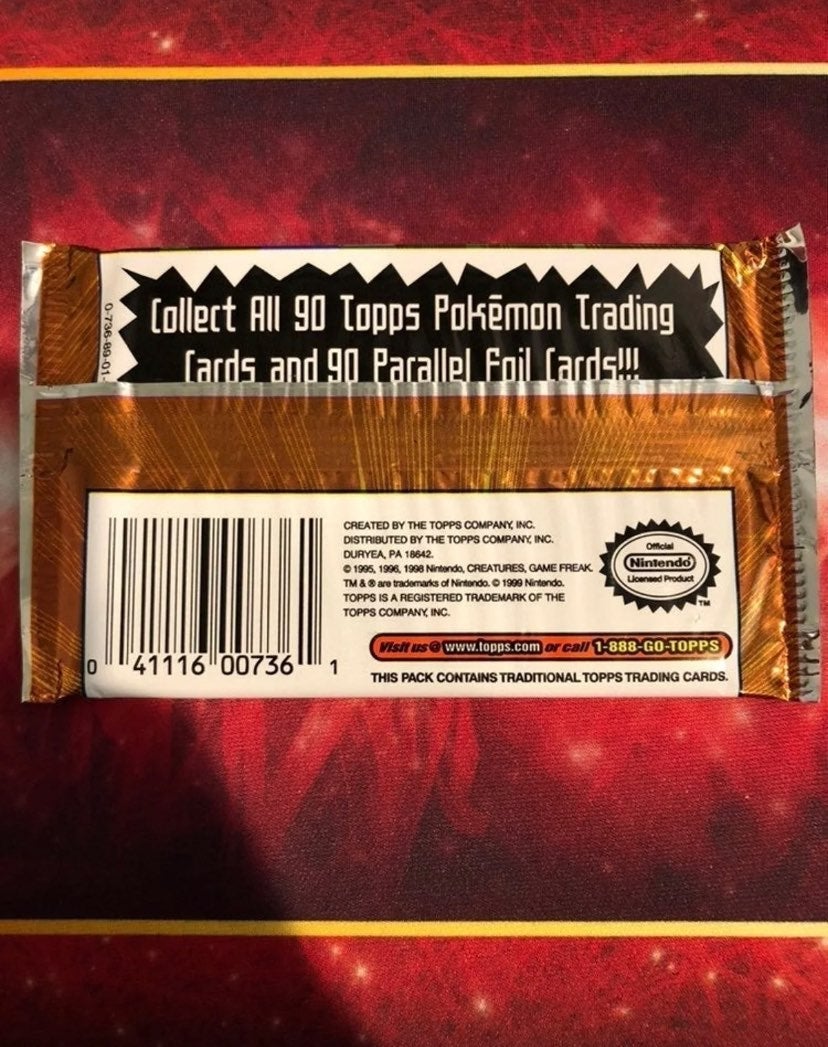 Collect All 90 Topps Pokémon Trading
Cards and 90 Parallel Foil Cards!!!
0-736-89-01-
CREATED BY THE TOPPS COMPANY, INC.
DISTRIBUTED BY THE TOPPS COMPANY, INC.
DURYEA, PA 18642.
© 1995, 1996, 1998 Nintendo, CREATURES, GAME FREAK.
TM & ® are trademarks of Nintendo. © 1999 Nintendo.
TOPPS IS A REGISTERED TRADEMARK OF THE
TOPPS COMPANY, INC.
Official
Nintendo
Licensed Product
TM
Visit us @ www.topps.com or call 1-888-GO-TOPPS
THIS PACK CONTAINS TRADITIONAL TOPPS TRADING CARDS.
0 41116 00736 1